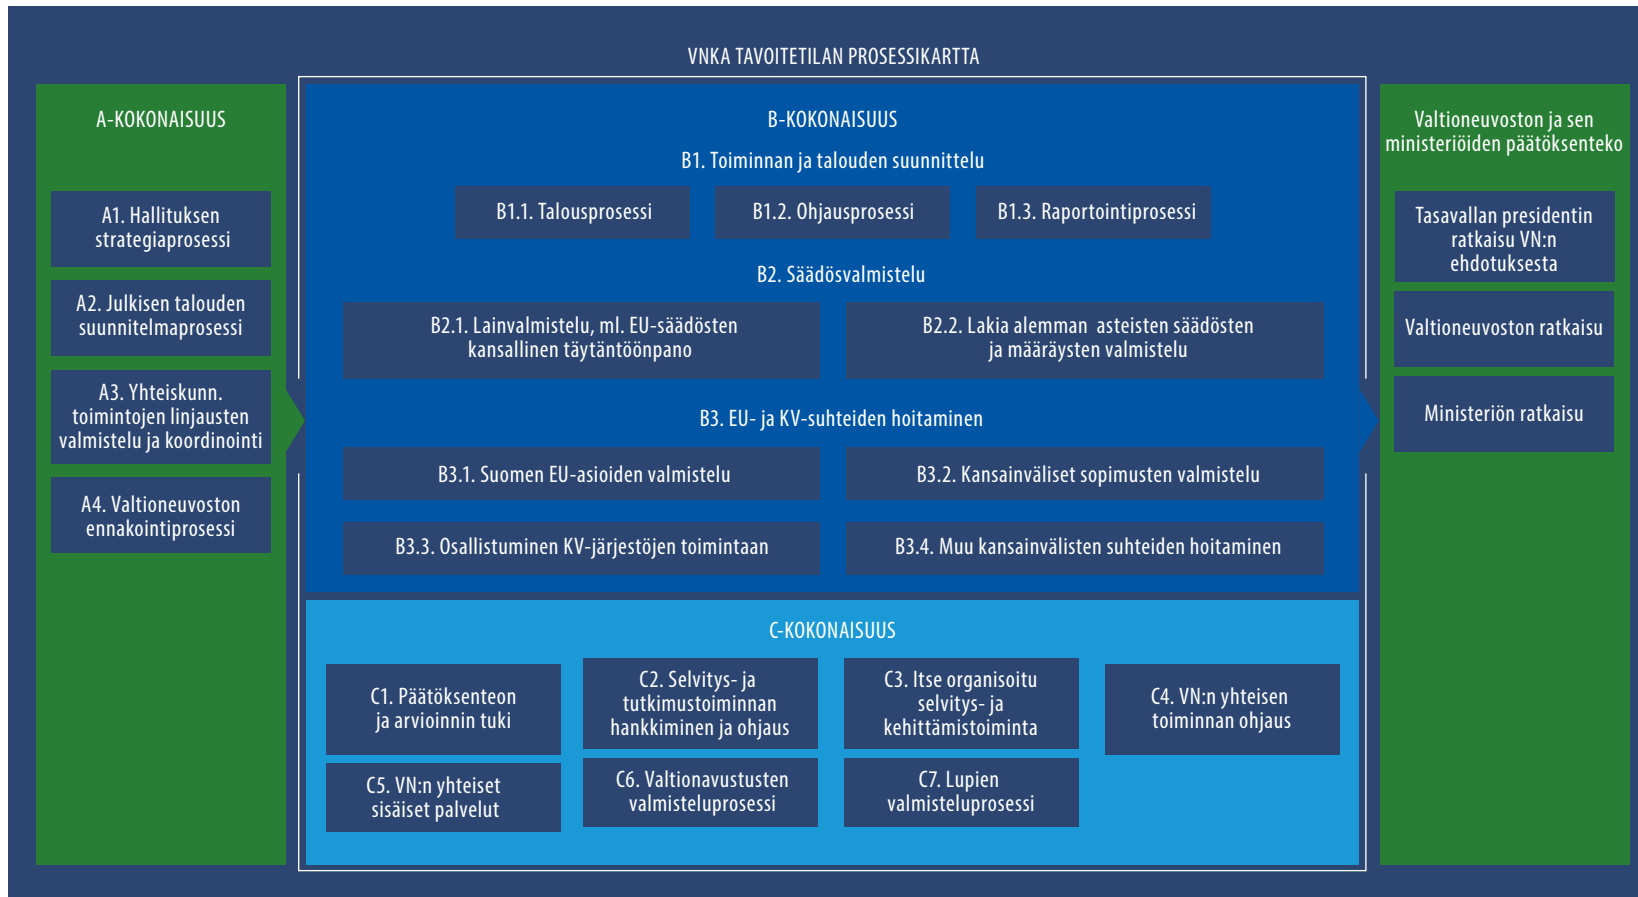 VNKA TAVOITETILAN PROSESSIKARTTA
A-KOKONAISUUS
A1. Hallituksen
strategiaprosessi
A2. Julkisen talouden
suunnitelmaprosessi
A3. Yhteiskunn.
toimintojen linjausten
valmistelu ja koordinointi
A4. Valtioneuvoston
ennakointiprosessi
B-KOKONAISUUS
B1. Toiminnan ja talouden suunnittelu
B1.1. Talousprosessi
B1.2. Ohjausprosessi
B1.3. Raportointiprosessi
B2. Säädösvalmistelu
B2.1. Lainvalmistelu, ml. EU-säädösten
kansallinen täytäntöönpano
B2.2. Lakia alemman asteisten säädösten
ja määräysten valmistelu
B3. EU- ja KV-suhteiden hoitaminen
B3.1. Suomen EU-asioiden valmistelu
B3.2. Kansainväliset sopimusten valmistelu
B3.3. Osallistuminen KV-järjestöjen toimintaan
B3.4. Muu kansainvälisten suhteiden hoitaminen
C-KOKONAISUUS
C1. Päätöksenteon
ja arvioinnin tuki
C2. Selvitys- ja
tutkimustoiminnan
hankkiminen ja ohjaus
C3. Itse organisoitu
selvitys- ja
kehittämistoiminta
C4. VN:n yhteisen
toiminnan ohjaus
C5. VN:n yhteiset
sisäiset palvelut
C6. Valtionavustusten
valmisteluprosessi
C7. Lupien
valmisteluprosessi
Valtioneuvoston ja sen
ministeriöiden päätöksenteko
Tasavallan presidentin
ratkaisu VN:n
ehdotuksesta
Valtioneuvoston ratkaisu
Ministeriön ratkaisu